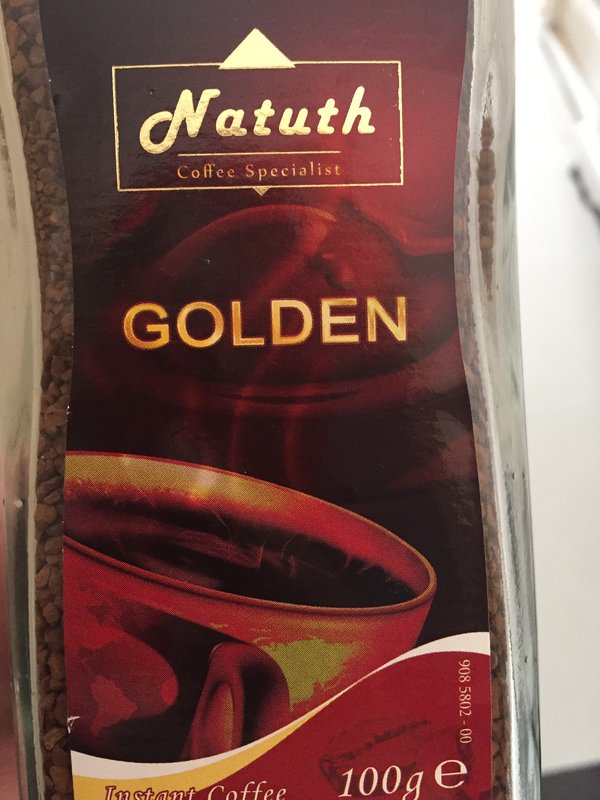 Natuth
Coffee Specialist
GOLDEN
908 5802 - 00
Instant Coffee
100g e